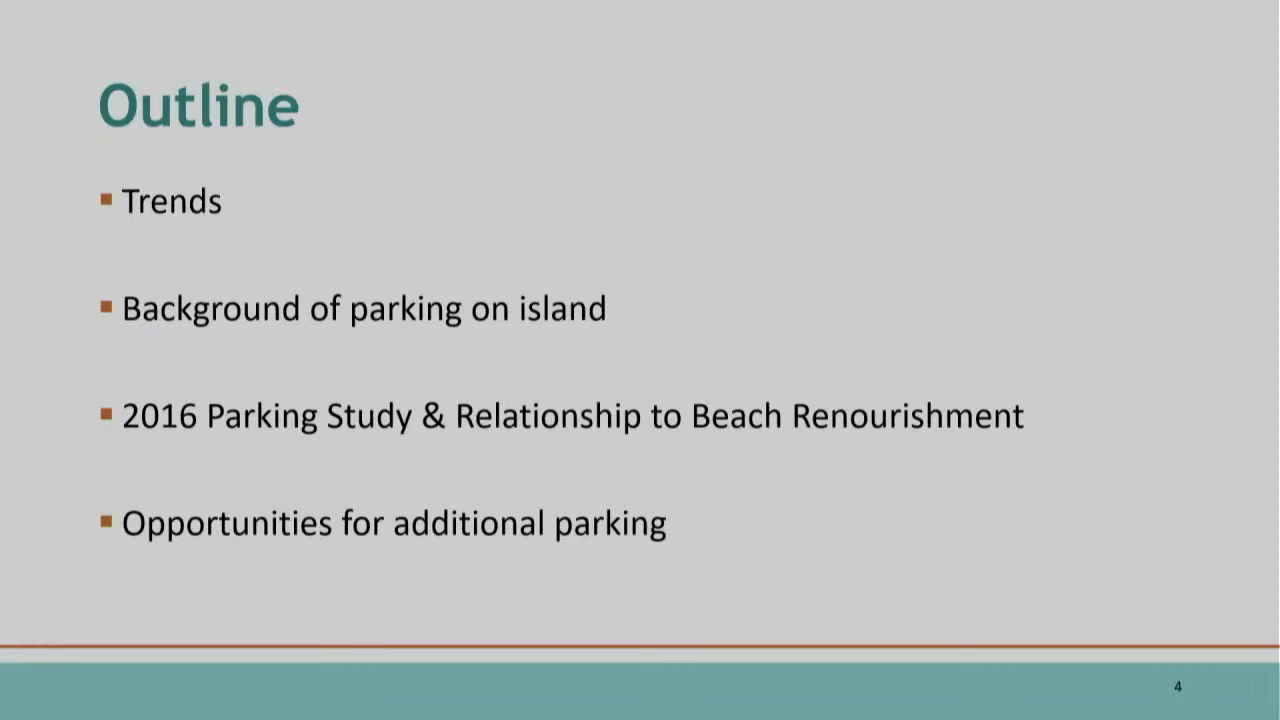 Outline
Trends
Background of parking on island
2016 Parking Study & Relationship to Beach Renourishment
Opportunities for additional parking
4